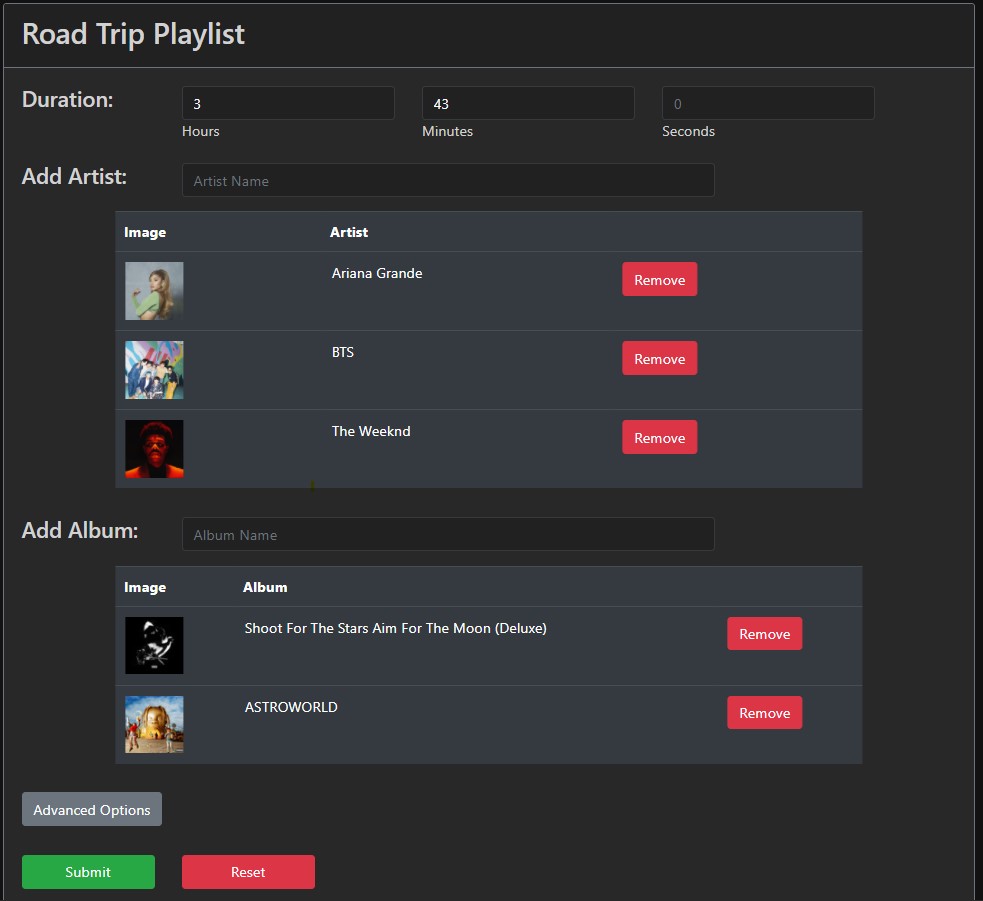 Road Trip Playlist
Duration:
3
43
0
Hours
Minutes
Seconds
Add Artist:
Artist Name
Image
Artist
Ariana Grande
Remove
BTS
Remove
The Weeknd
Remove
Add Album:
Album Name
Image
Album
Shoot For The Stars Aim For The Moon (Deluxe)
Remove
ASTROWORLD
Remove
Advanced Options
Submit
Reset